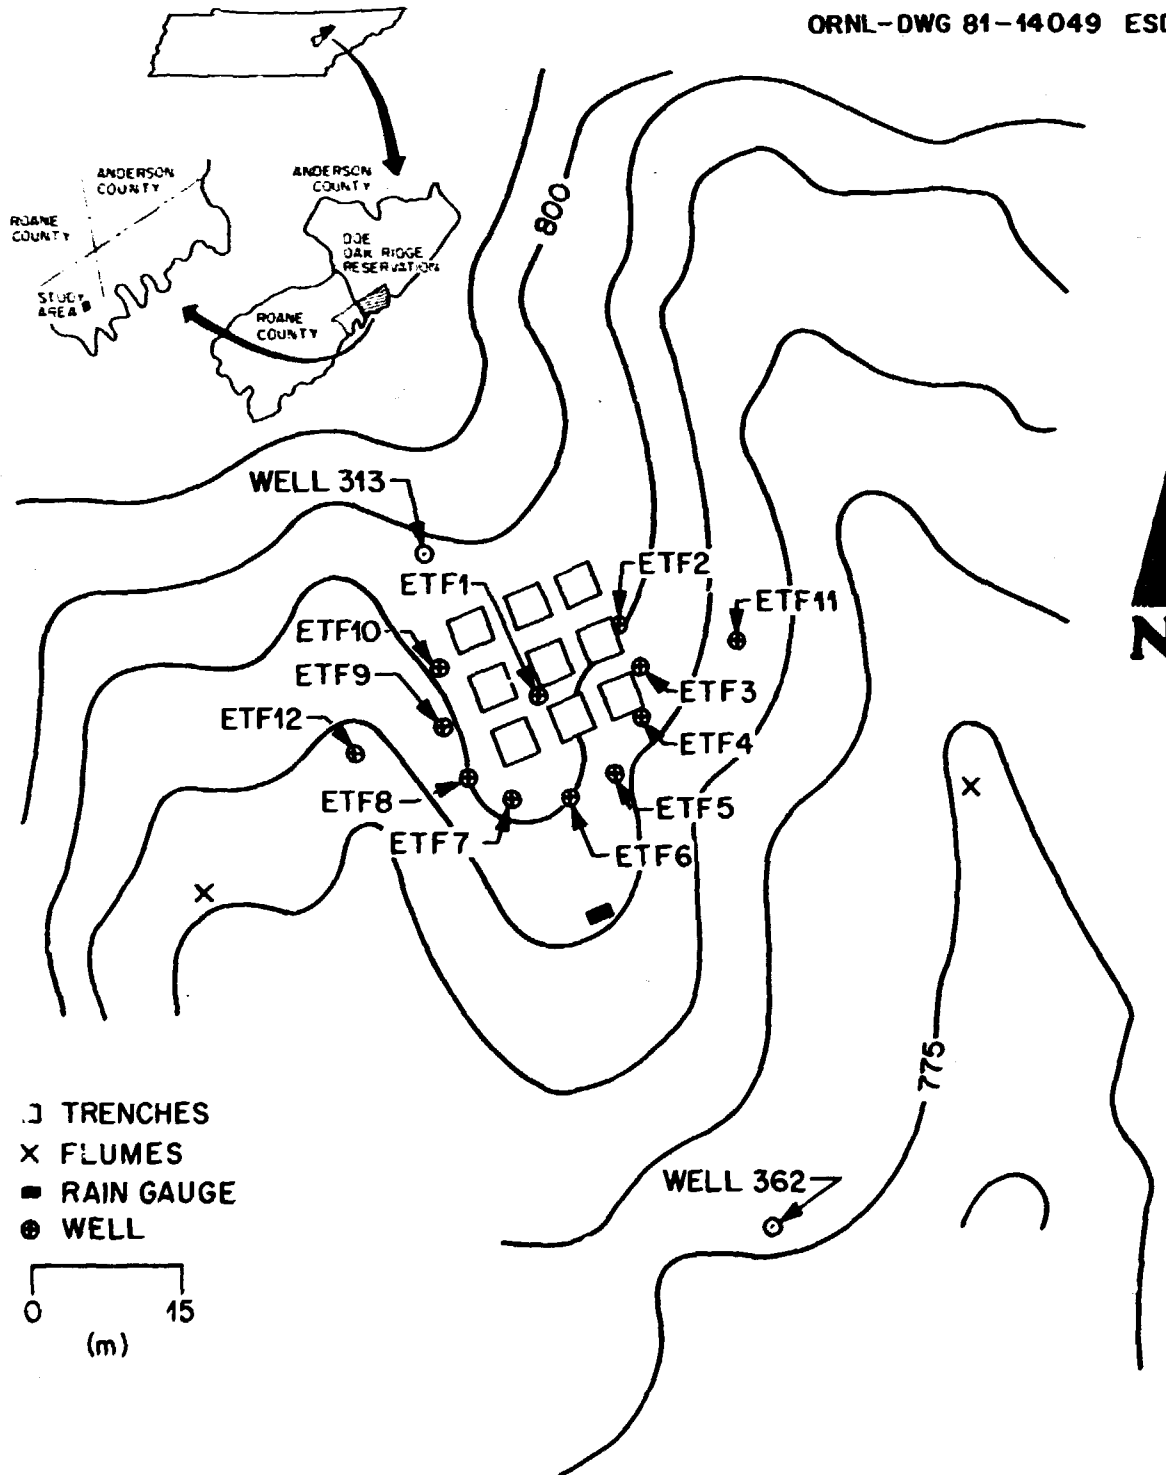 ORNL-DWG 81-14049 ESD
ANDERSON
COUNTY
ROANE
COUNTY
STUDY
AREA
ANDERSON
COUNTY
DOE
OAK RIDGE
RESERVATION
ROANE
COUNTY
800
WELL 313
ETF1
ETF2
ETF11
ETF10
ETF9
ETF3
ETF12
ETF4
ETF8
ETF5
ETF7
ETF6
N
775
TRENCHES
FLUMES
RAIN GAUGE
WELL
WELL 362
0 15
(m)